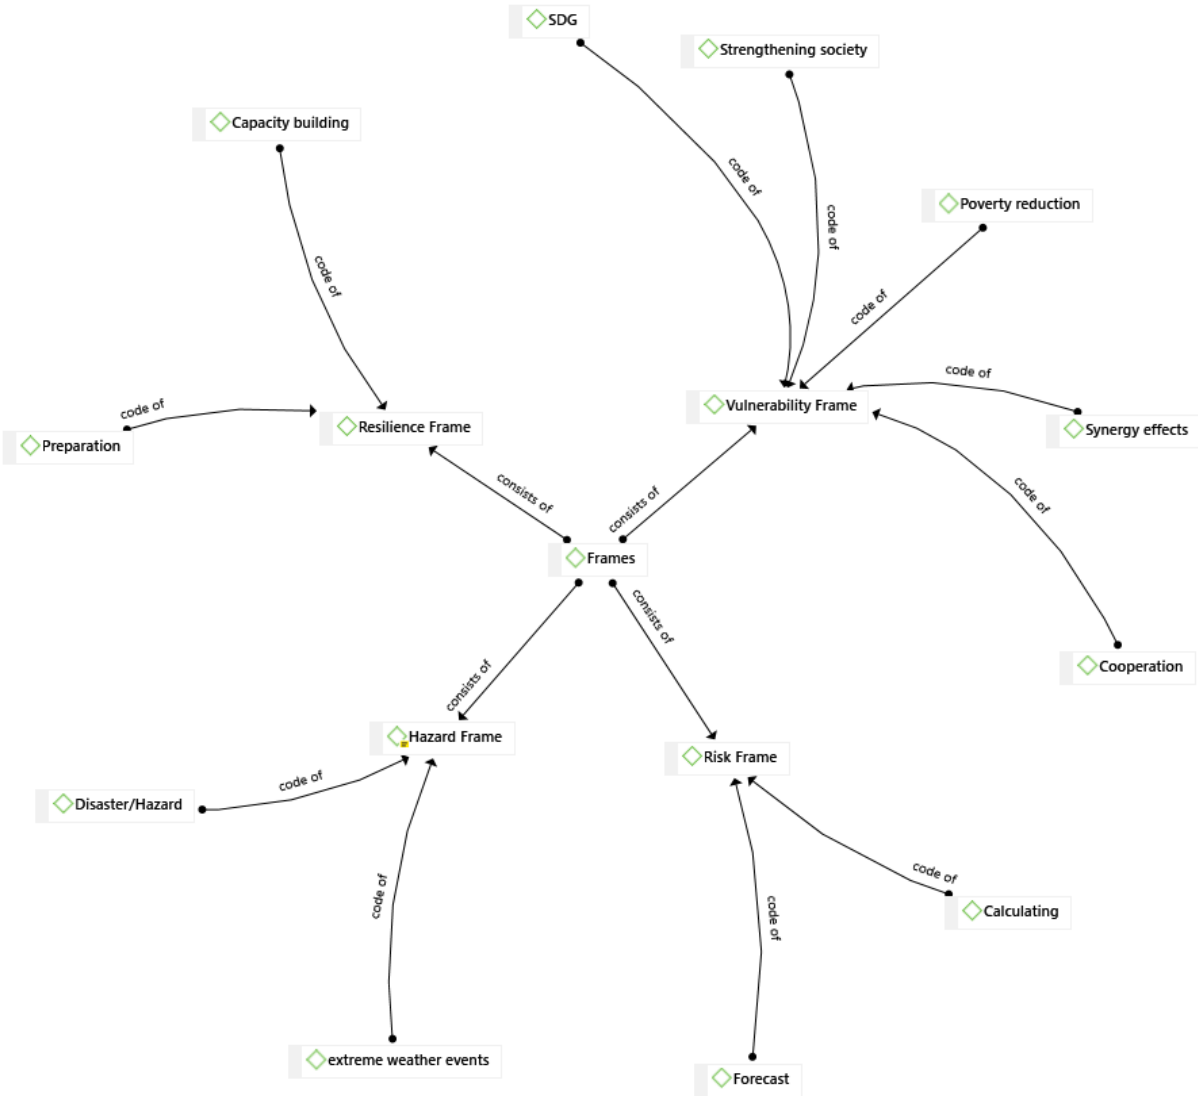 SDG
Strengthening society
Capacity building
code of
Poverty reduction
code of
code of
code of
code of
code of
Preparation
Resilience Frame
Vulnerability Frame
Synergy effects
consists of
consists of
code of
Frames
consists of
consists of
Cooperation
Hazard Frame
Risk Frame
code of
Disaster/Hazard
code of
code of
code of
Calculating
extreme weather events
Forecast